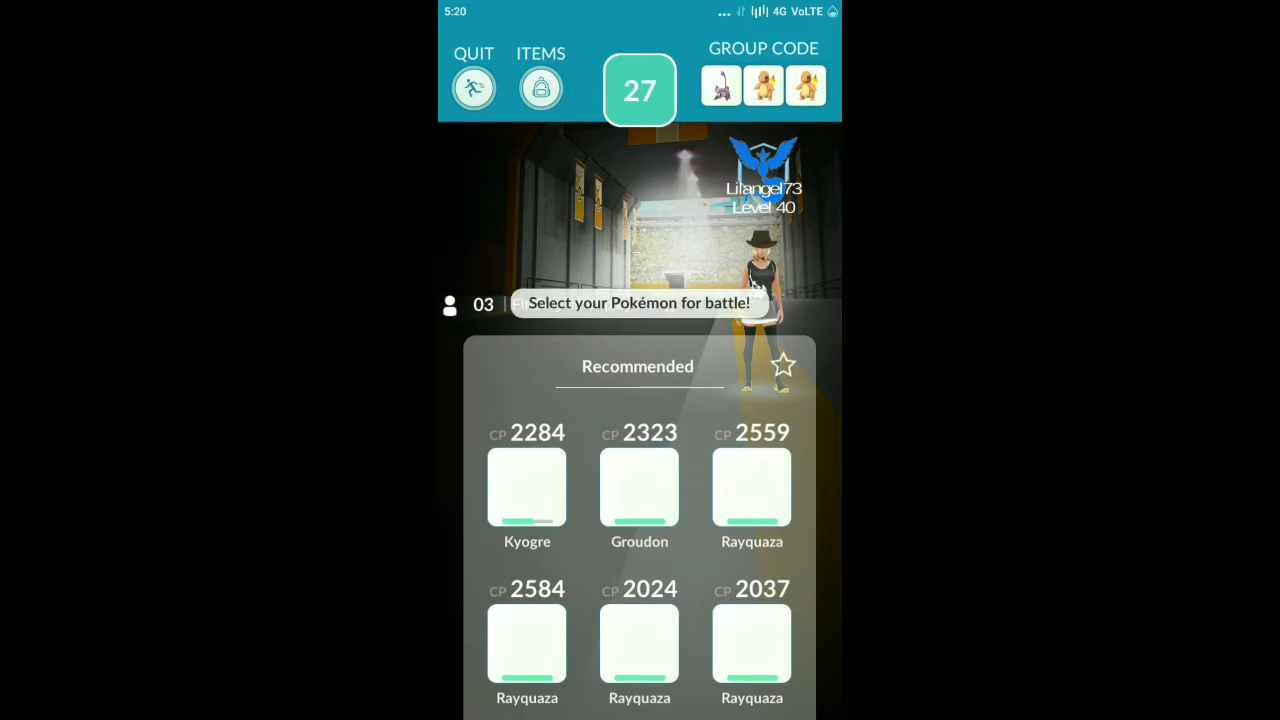 5:20
4G VoLTE
QUIT ITEMS
GROUP CODE
27
Lilangel73
Level 40
03
Select your Pokémon for battle!
Recommended
CP 2284 CP 2323 CP 2559
Kyogre Groudon Rayquaza
CP 2584 CP 2024 CP 2037
Rayquaza Rayquaza Rayquaza